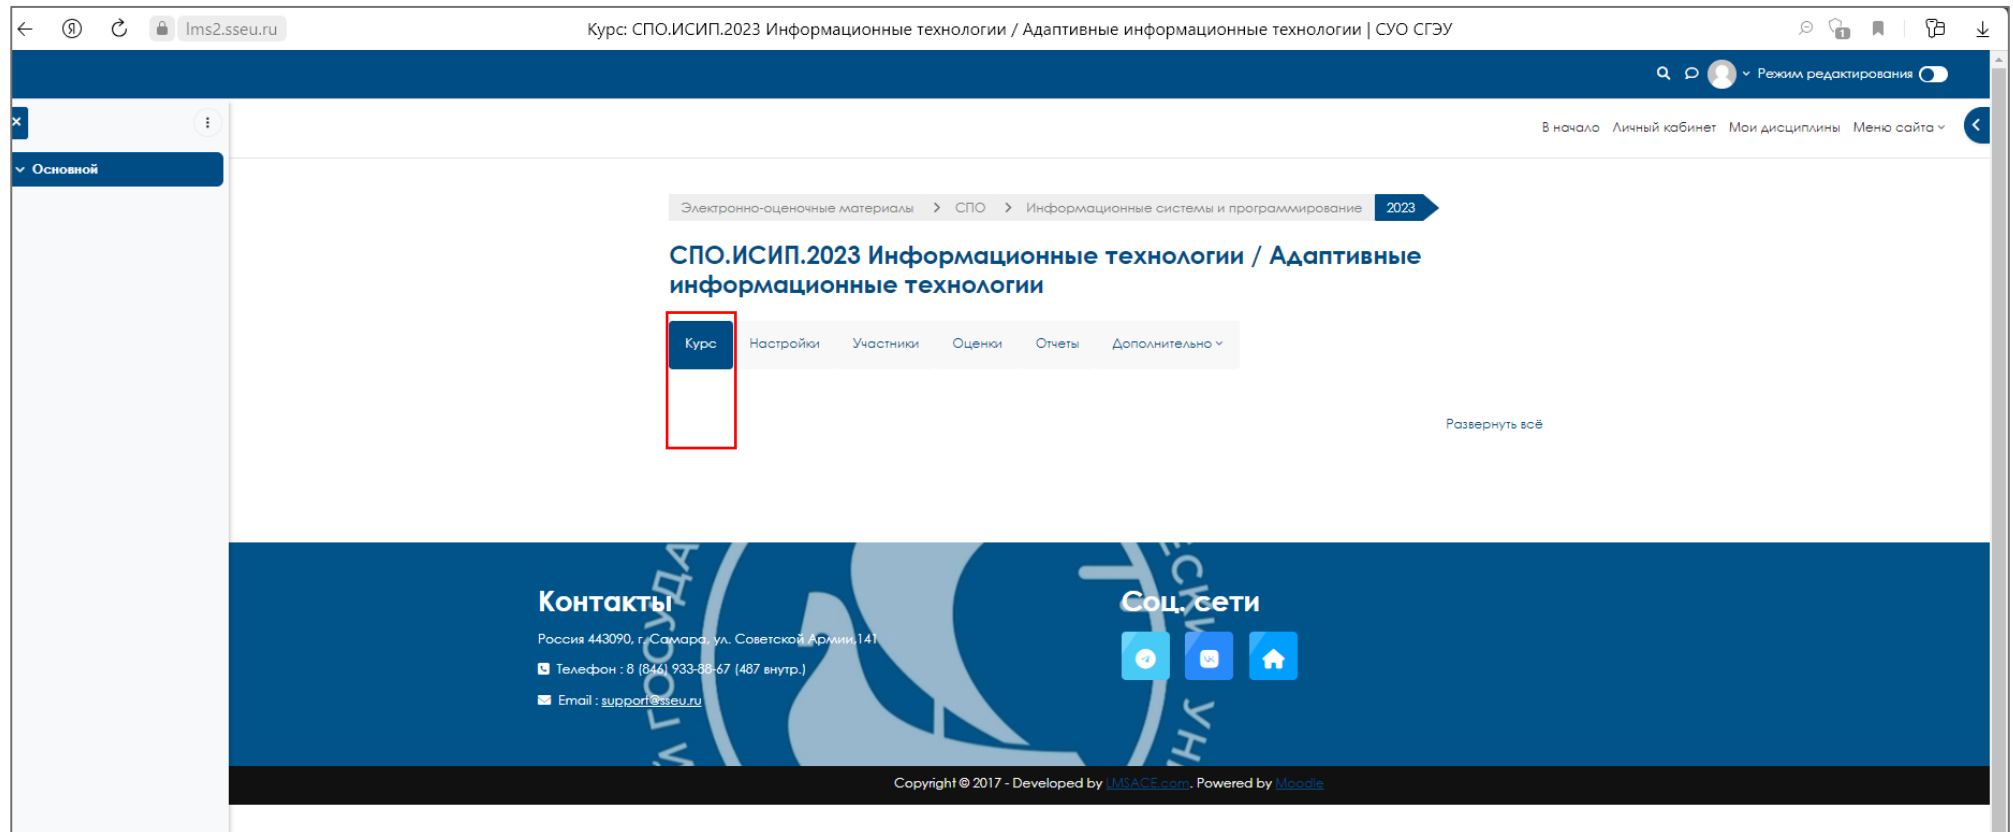 lms2.sseu.ru
Курс: СПО.ИСИП.2023 Информационные технологии / Адаптивные информационные технологии | СУО СГЭУ
1
Режим редактирования
В начало Личный кабинет Мои дисциплины Меню сайта
Основной
Электронно-оценочные материалы > СПО > Информационные системы и программирование 2023
СПО.ИСИП.2023 Информационные технологии / Адаптивные
информационные технологии
Курс Настройки Участники Оценки Отчеты Дополнительно
Развернуть всё
Контакты
Россия 443090, г. Самара, ул. Советской Армии,141
Телефон : 8 (846) 933-88-67 (487 внутр.)
Email : support@sseu.ru
Соц. сети
Copyright © 2017 - Developed by LMSACE.com. Powered by Moodle